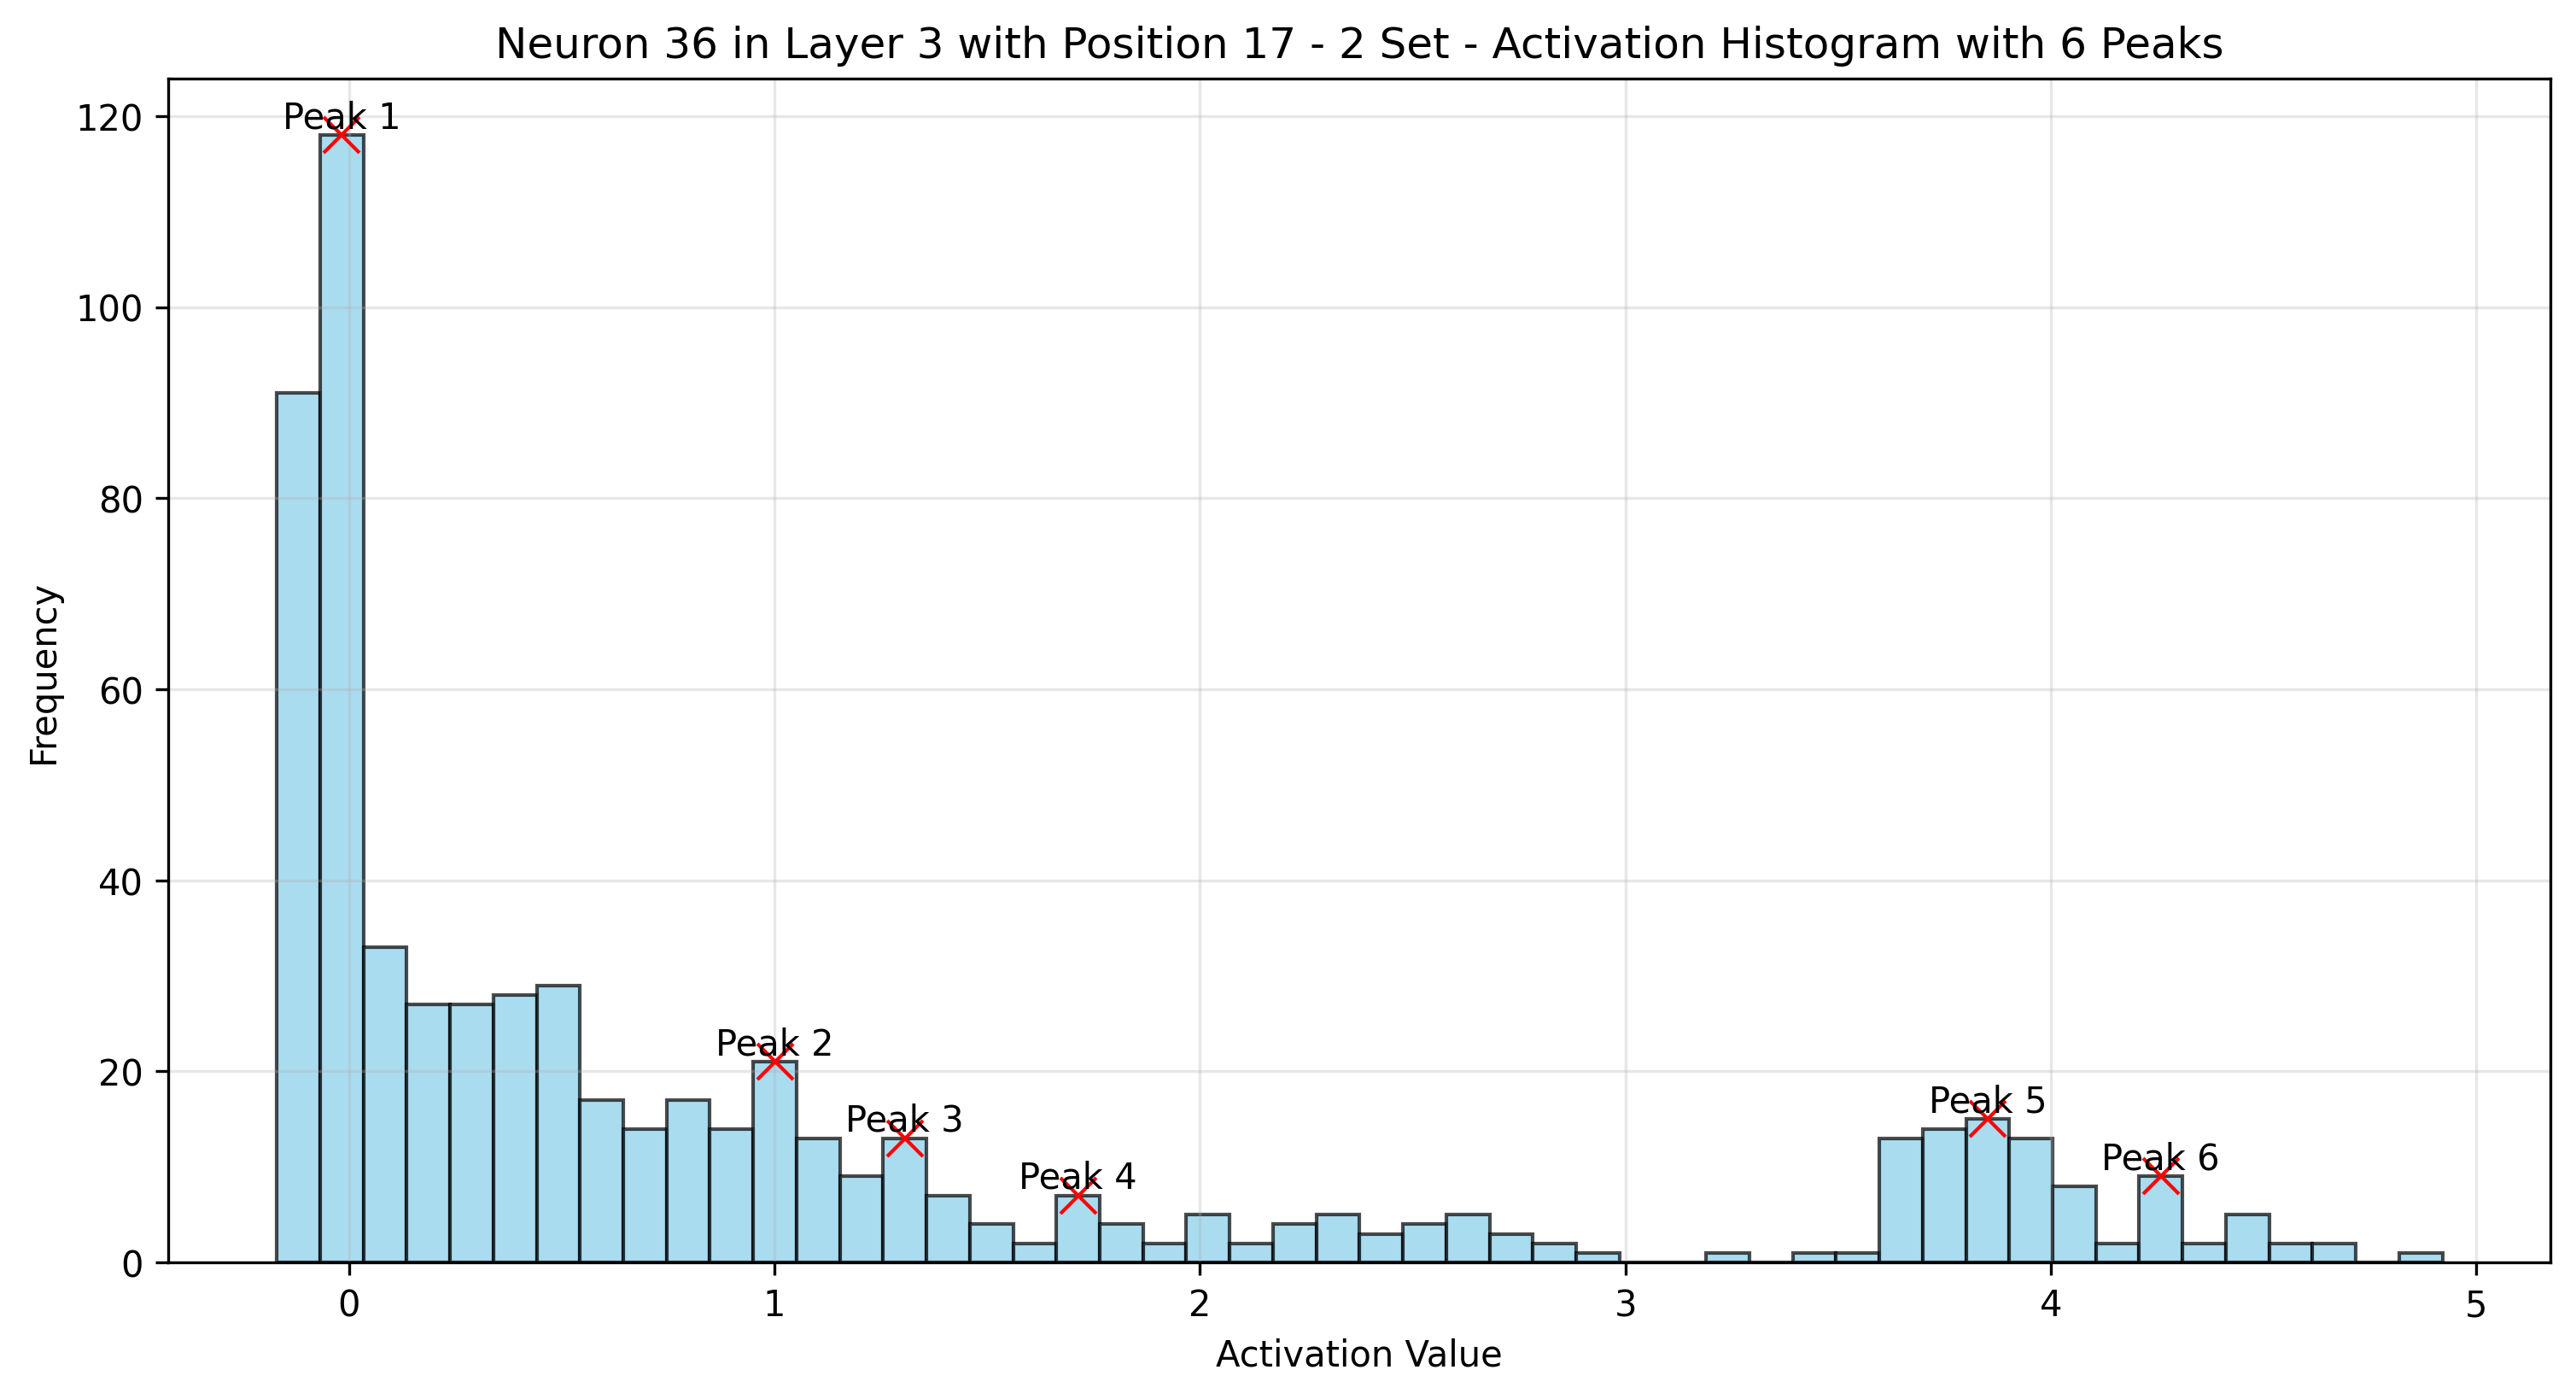 Neuron 36 in Layer 3 with Position 17 - 2 Set - Activation Histogram with 6 Peaks
120
100
80
60
40
20
0
Frequency
Peak 1
Peak 2
Peak 3
Peak 4
Peak 5
Peak 6
0 1 2 3 4 5
Activation Value